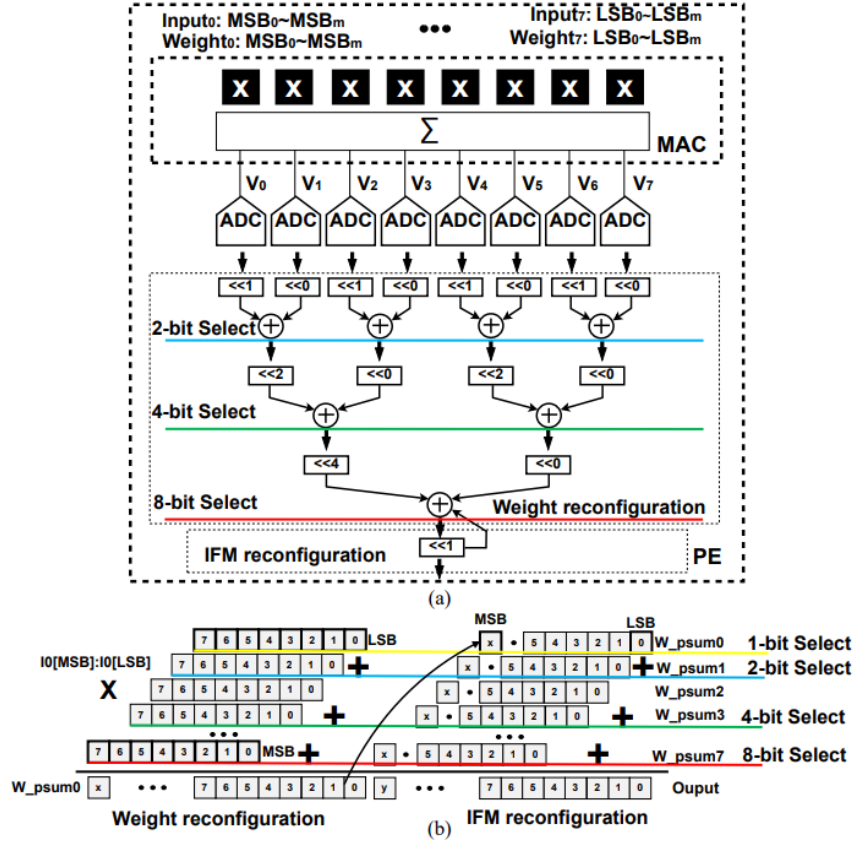 Input₀: MSB₀~MSBₘ ••• Input₇: LSB₀~LSBₘ
Weight₀: MSB₀~MSBₘ Weight₇: LSB₀~LSBₘ
X X X X X X X X
Σ
MAC
V₀ V₁ V₂ V₃ V₄ V₅ V₆ V₇
ADC ADC ADC ADC ADC ADC ADC ADC
<<1 <<0 <<1 <<0 <<1 <<0 <<1 <<0
+ + + +
2-bit Select
<<2 <<0 <<2 <<0
+ +
4-bit Select
<<4 <<0
+
8-bit Select Weight reconfiguration
IFM reconfiguration <<1 PE
(a)
MSB LSB
7 6 5 4 3 2 1 0 LSB x • 5 4 3 2 1 0 W_psum0 1-bit Select
I0[MSB]:I0[LSB] 7 6 5 4 3 2 1 0 + x • 5 4 3 2 1 0 + W_psum1 2-bit Select
X 7 6 5 4 3 2 1 0 x • 5 4 3 2 1 0 W_psum2
7 6 5 4 3 2 1 0 + x • 5 4 3 2 1 0 + W_psum3 4-bit Select
••• •••
7 6 5 4 3 2 1 0 MSB + x • 5 4 3 2 1 0 + W_psum7 8-bit Select
W_psum0 x ••• 7 6 5 4 3 2 1 0 y ••• 7 6 5 4 3 2 1 0 Ouput
Weight reconfiguration IFM reconfiguration
(b)